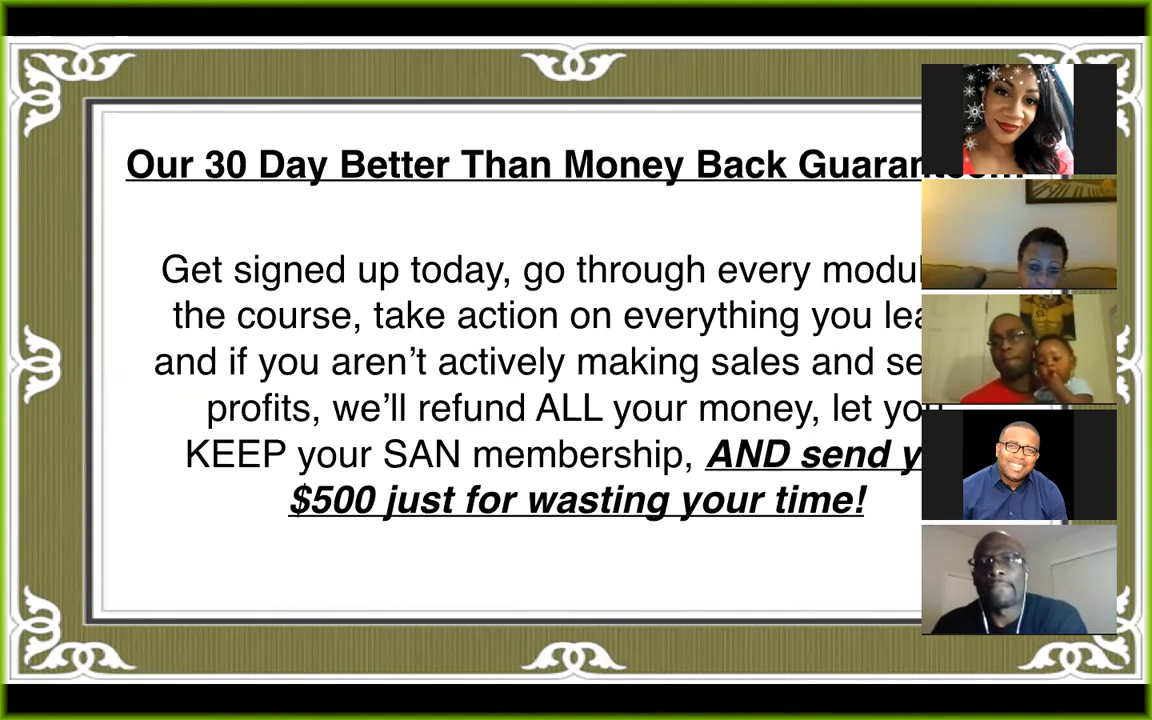 Our 30 Day Better Than Money Back
Get signed up today, go through every
the course, take action on everything you
and if you aren’t actively making sales and
profits, we’ll refund ALL your money, let you
KEEP your SAN membership, AND send
$500 just for wasting your time!